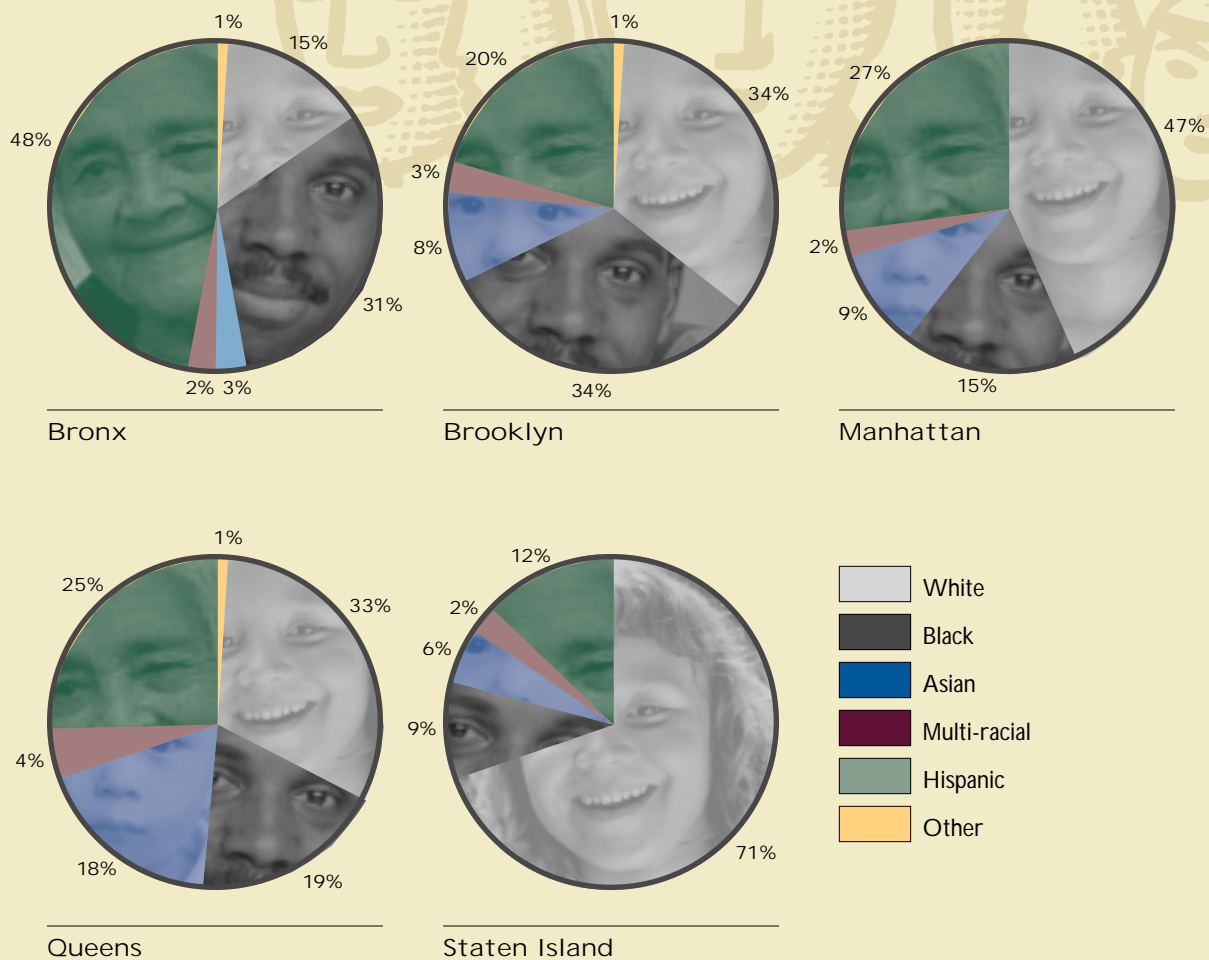 1%
15%
48%
31%
2% 3%
Bronx
1%
20%
34%
3%
8%
34%
Brooklyn
27%
47%
2%
9%
15%
Manhattan
1%
25%
33%
4%
18%
19%
Queens
12%
2%
6%
9%
71%
Staten Island
White
Black
Asian
Multi-racial
Hispanic
Other